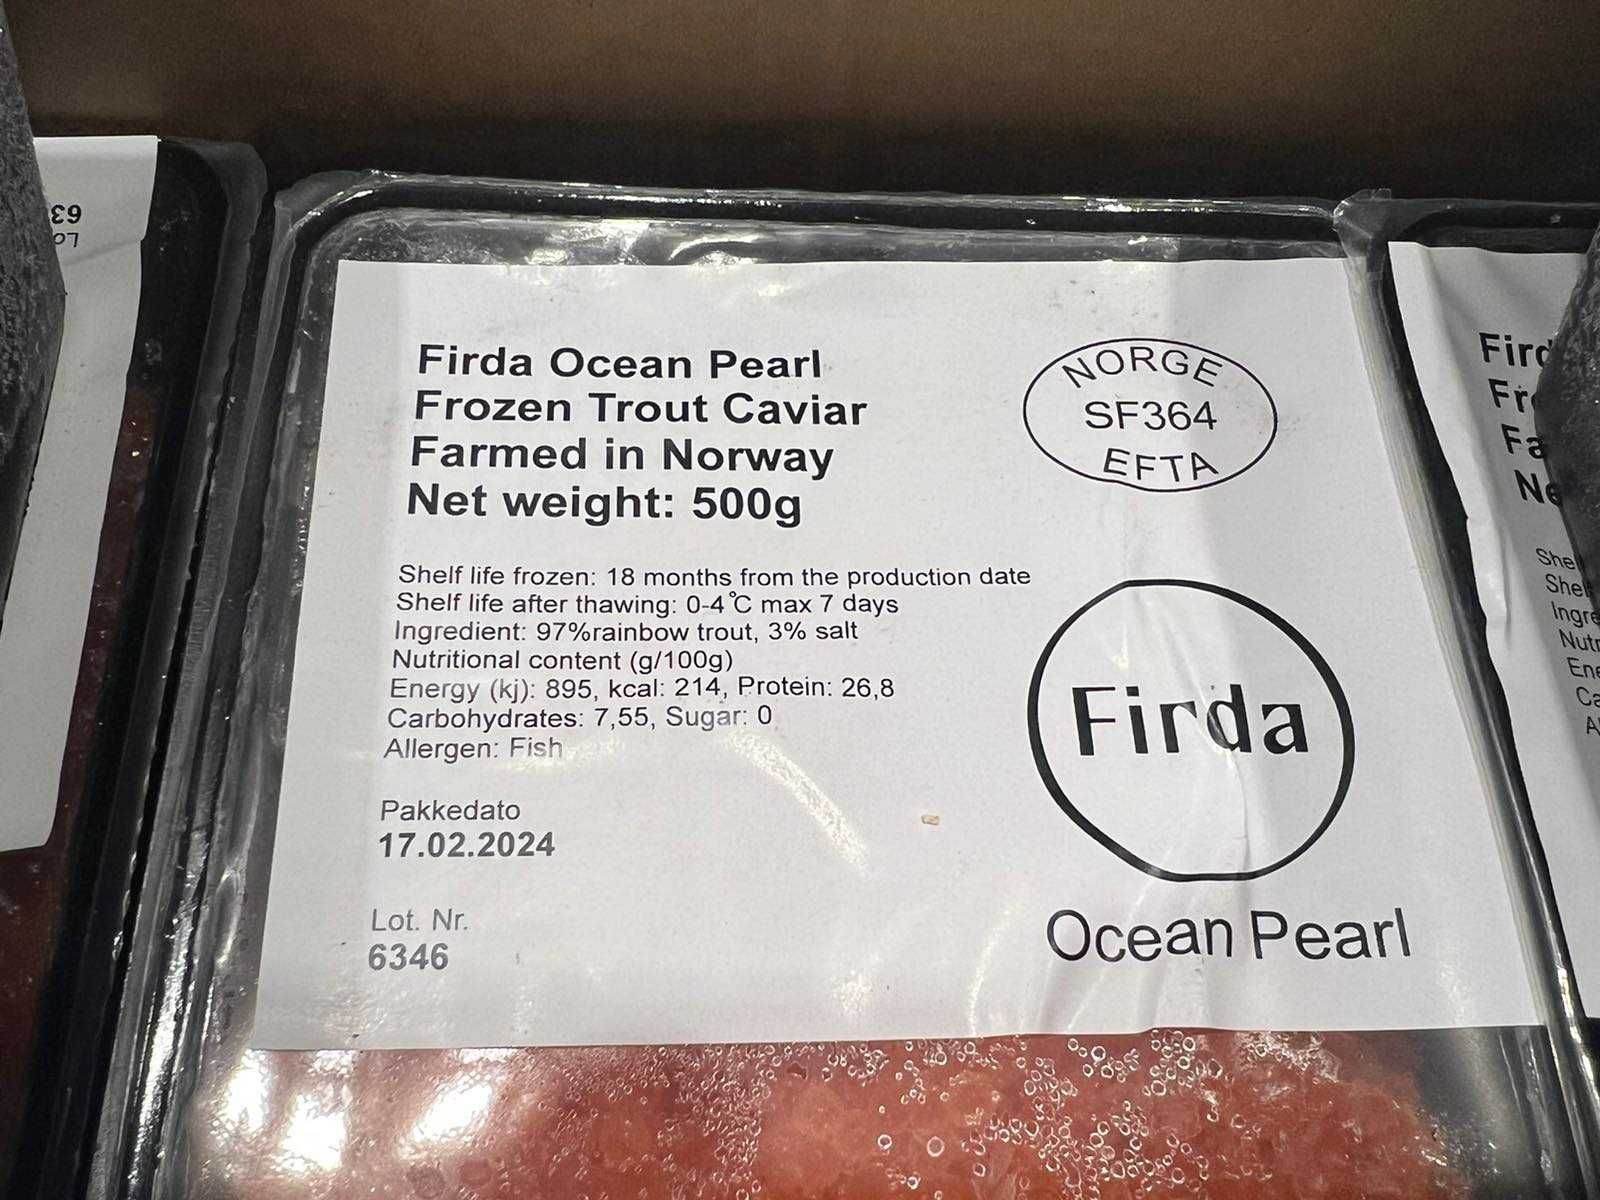 Firda Ocean Pearl
Frozen Trout Caviar
Farmed in Norway
Net weight: 500g
NORGE
SF364
EFTA
Shelf life frozen: 18 months from the production date
Shelf life after thawing: 0-4°C max 7 days
Ingredient: 97%rainbow trout, 3% salt
Nutritional content (g/100g)
Energy (kj): 895, kcal: 214, Protein: 26,8
Carbohydrates: 7,55, Sugar: 0
Allergen: Fish
Pakkedato
17.02.2024
Lot. Nr.
6346
Firda
Ocean Pearl